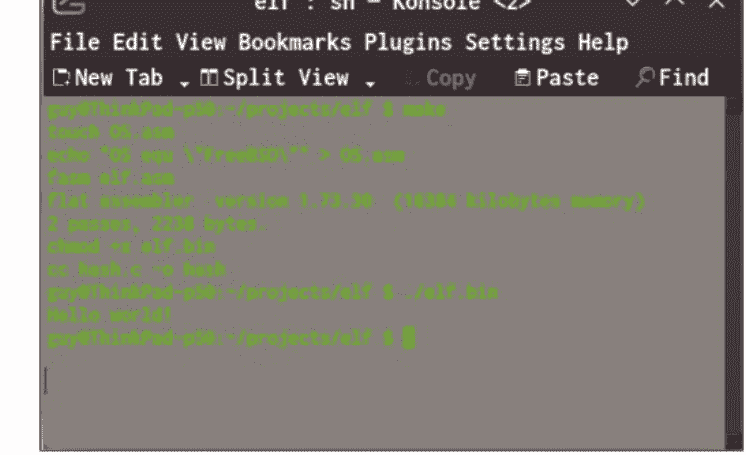 elf : sh — Konsole <2>
File Edit View Bookmarks Plugins Settings Help
New Tab Split View Copy Paste Find
guy@ThinkPad-p50:~/projects/elf $ make
touch OS.asm
echo "OS equ \"FreeBSD\"" > OS.asm
fasm elf.asm
flat assembler version 1.73.30 (16384 kilobytes memory)
2 passes, 2238 bytes.
chmod +x elf.bin
cc hash.c -o hash
guy@ThinkPad-p50:~/projects/elf $ ./elf.bin
Hello world!
guy@ThinkPad-p50:~/projects/elf $